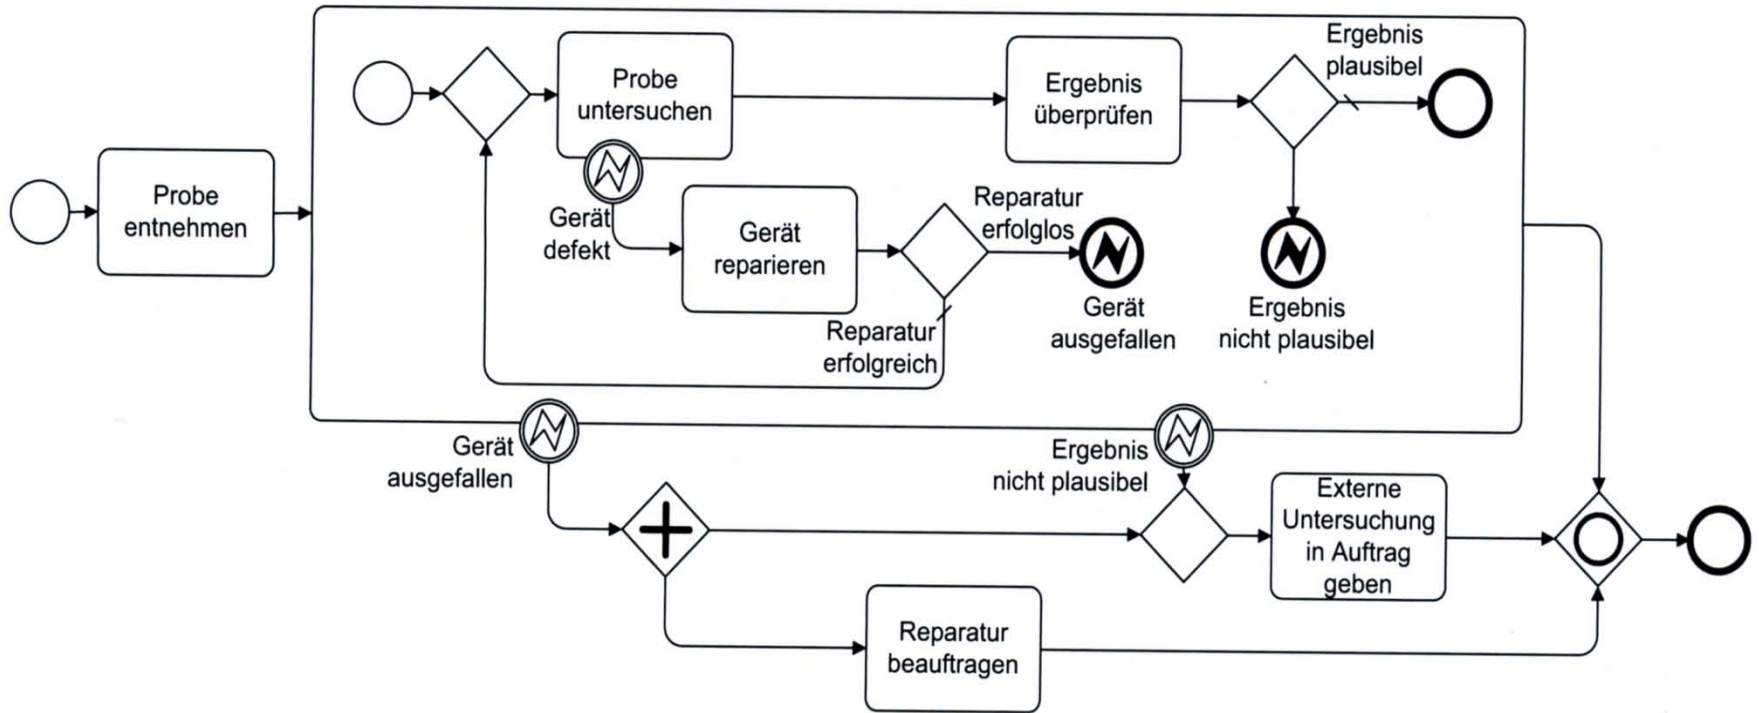 Ergebnis
plausibel
Probe
untersuchen
Ergebnis
überprüfen
Probe
entnehmen
Gerät
defekt
Gerät
reparieren
Reparatur
erfolglos
Gerät
ausgefallen
Ergebnis
nicht plausibel
Reparatur
erfolgreich
Gerät
ausgefallen
Ergebnis
nicht plausibel
Externe
Untersuchung
in Auftrag
geben
Reparatur
beauftragen